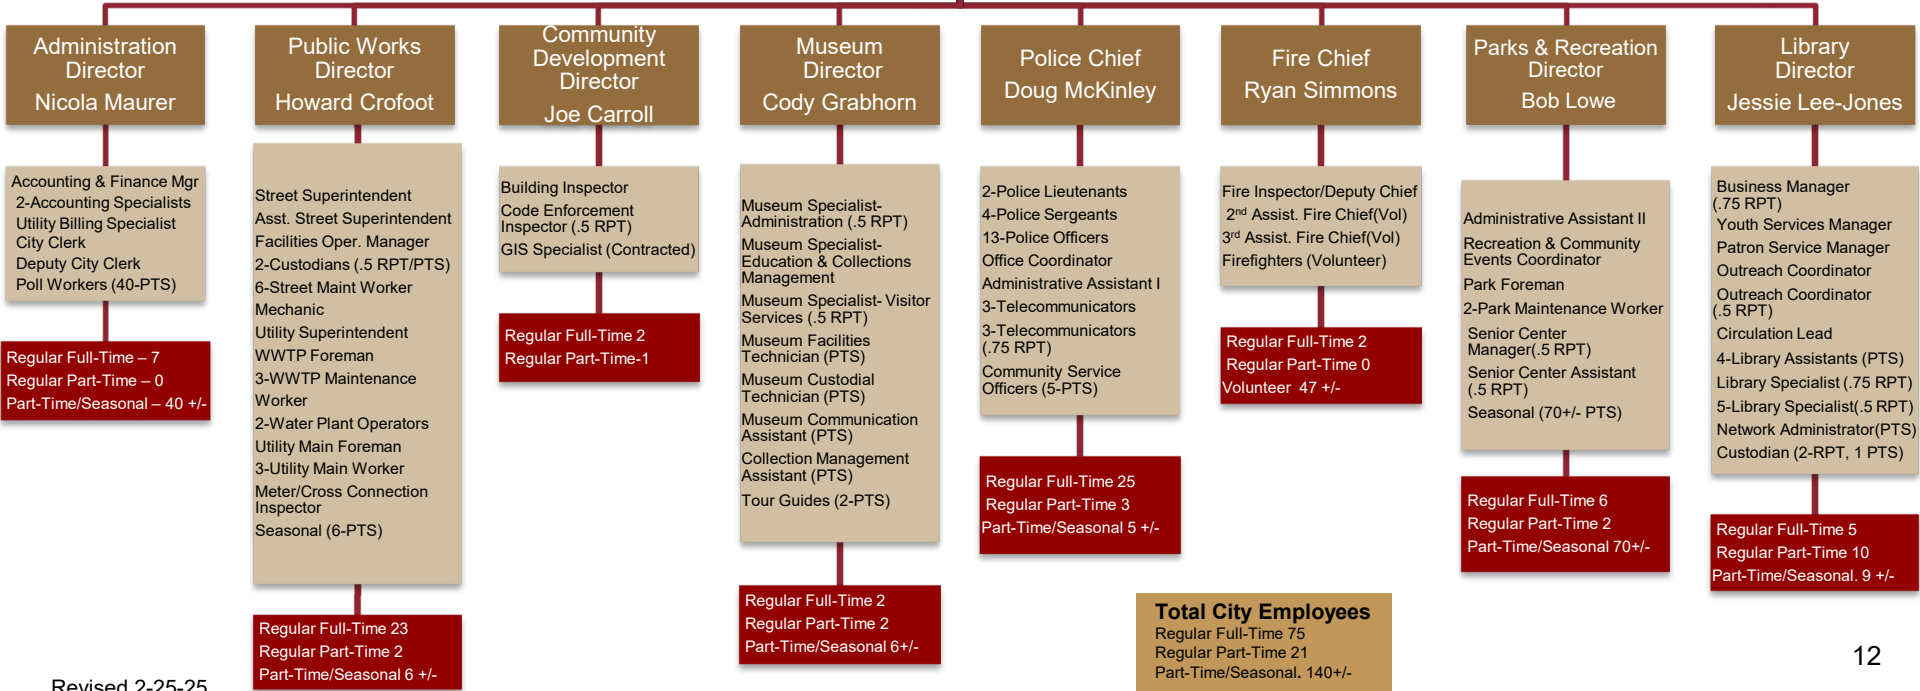 Administration
Director
Nicola Maurer
Accounting & Finance Mgr
2-Accounting Specialists
Utility Billing Specialist
City Clerk
Deputy City Clerk
Poll Workers (40-PTS)
Regular Full-Time – 7
Regular Part-Time – 0
Part-Time/Seasonal – 40 +/-
Public Works
Director
Howard Crofoot
Street Superintendent
Asst. Street Superintendent
Facilities Oper. Manager
2-Custodians (.5 RPT/PTS)
6-Street Maint Worker
Mechanic
Utility Superintendent
WWTP Foreman
3-WWTP Maintenance
Worker
2-Water Plant Operators
Utility Main Foreman
3-Utility Main Worker
Meter/Cross Connection
Inspector
Seasonal (6-PTS)
Regular Full-Time 23
Regular Part-Time 2
Part-Time/Seasonal 6 +/-
Community
Development
Director
Joe Carroll
Building Inspector
Code Enforcement
Inspector (.5 RPT)
GIS Specialist (Contracted)
Regular Full-Time 2
Regular Part-Time-1
Museum
Director
Cody Grabhorn
Museum Specialist-
Administration (.5 RPT)
Museum Specialist-
Education & Collections
Management
Museum Specialist- Visitor
Services (.5 RPT)
Museum Facilities
Technician (PTS)
Museum Custodial
Technician (PTS)
Museum Communication
Assistant (PTS)
Collection Management
Assistant (PTS)
Tour Guides (2-PTS)
Regular Full-Time 2
Regular Part-Time 2
Part-Time/Seasonal 6+/-
Police Chief
Doug McKinley
2-Police Lieutenants
4-Police Sergeants
13-Police Officers
Office Coordinator
Administrative Assistant I
3-Telecommunicators
3-Telecommunicators
(.75 RPT)
Community Service
Officers (5-PTS)
Regular Full-Time 25
Regular Part-Time 3
Part-Time/Seasonal 5 +/-
Fire Chief
Ryan Simmons
Fire Inspector/Deputy Chief
2nd Assist. Fire Chief(Vol)
3rd Assist. Fire Chief(Vol)
Firefighters (Volunteer)
Regular Full-Time 2
Regular Part-Time 0
Volunteer 47 +/-
Parks & Recreation
Director
Bob Lowe
Administrative Assistant II
Recreation & Community
Events Coordinator
Park Foreman
2-Park Maintenance Worker
Senior Center
Manager(.5 RPT)
Senior Center Assistant
(.5 RPT)
Seasonal (70+/- PTS)
Regular Full-Time 6
Regular Part-Time 2
Part-Time/Seasonal 70+/-
Library
Director
Jessie Lee-Jones
Business Manager
(.75 RPT)
Youth Services Manager
Patron Service Manager
Outreach Coordinator
Outreach Coordinator
(.5 RPT)
Circulation Lead
4-Library Assistants (PTS)
Library Specialist (.75 RPT)
5-Library Specialist(.5 RPT)
Network Administrator(PTS)
Custodian (2-RPT, 1 PTS)
Regular Full-Time 5
Regular Part-Time 10
Part-Time/Seasonal. 9 +/-
Total City Employees
Regular Full-Time 75
Regular Part-Time 21
Part-Time/Seasonal. 140+/-
12
Revised 2-25-25